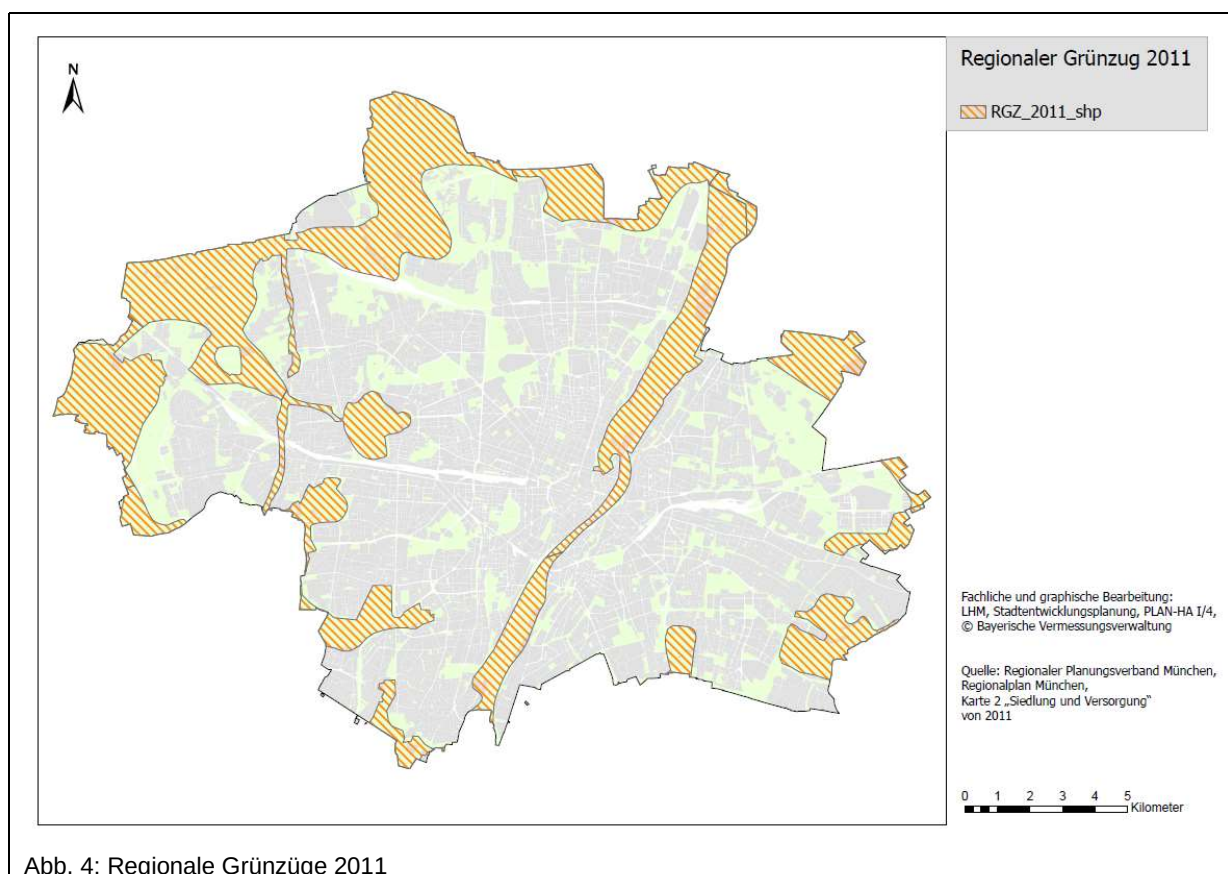 N
Regionaler Grünzug 2011
RGZ_2011_shp
Fachliche und graphische Bearbeitung:
LHM, Stadtentwicklungsplanung, PLAN-HA I/4,
© Bayerische Vermessungsverwaltung
Quelle: Regionaler Planungsverband München,
Regionalplan München,
Karte 2 „Siedlung und Versorgung“
von 2011
0 1 2 3 4 5
Kilometer
Abb. 4: Regionale Grünzüge 2011